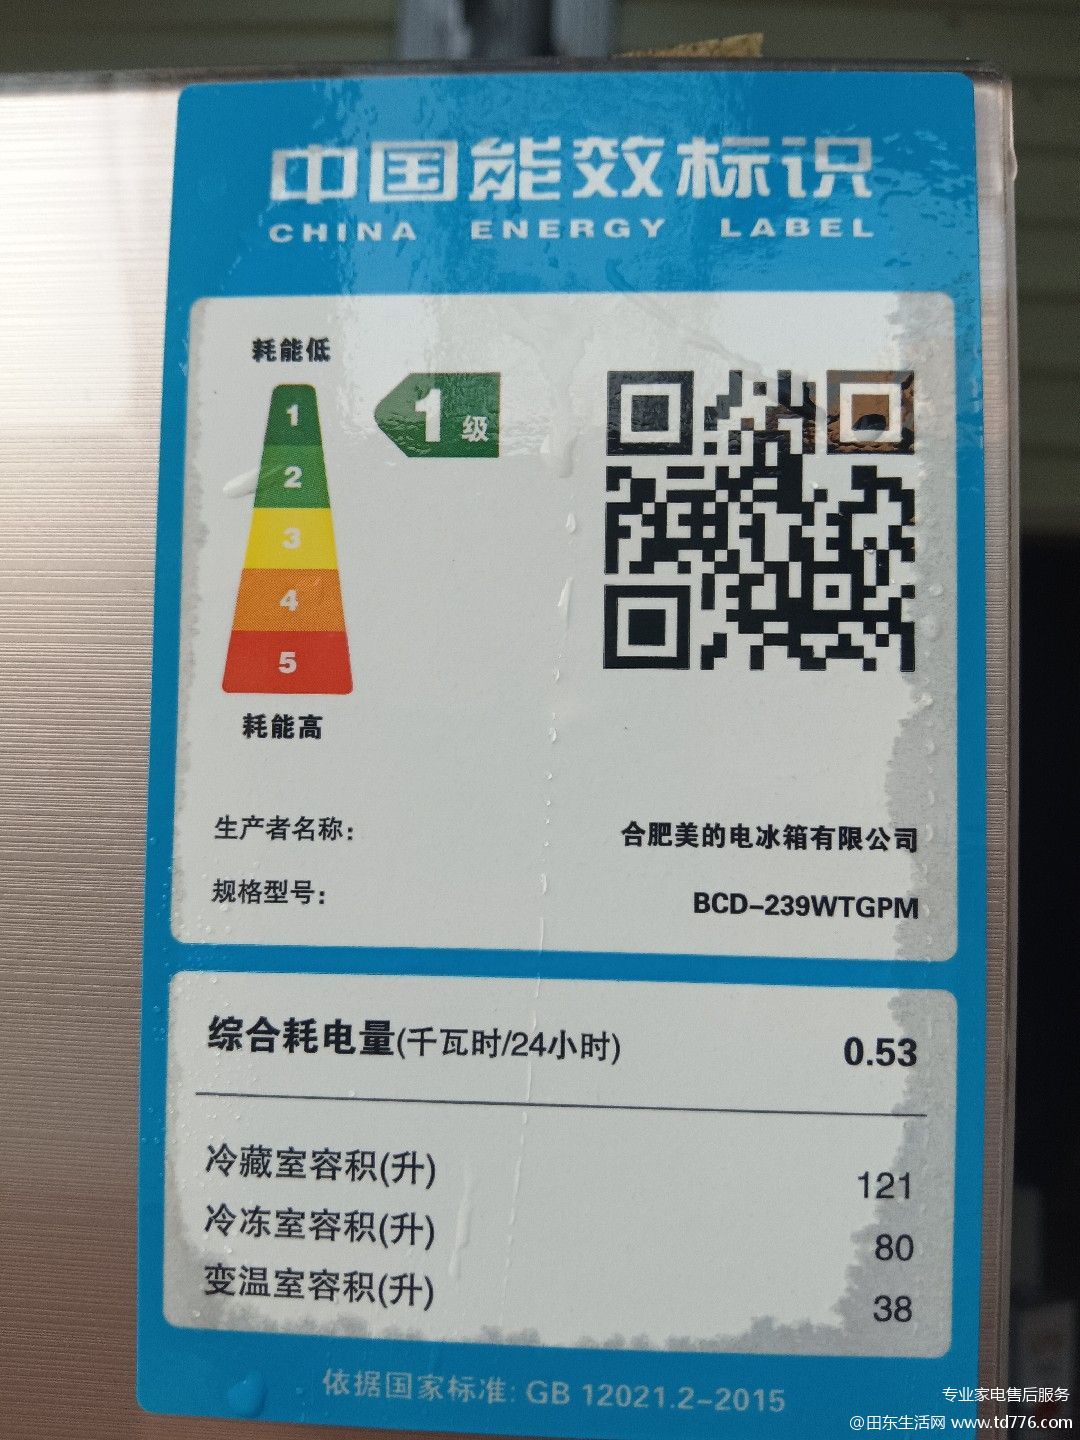 中国能效标识
CHINA ENERGY LABEL
耗能低
1
1级
2
3
4
5
耗能高
生产者名称: 合肥美的电冰箱有限公司
规格型号: BCD-239WTGPM
综合耗电量(千瓦时/24小时) 0.53
冷藏室容积(升) 121
冷冻室容积(升) 80
变温室容积(升) 38
依据国家标准: GB 12021.2-2015
专业家电售后服务
@田东生活网 www.td776.com